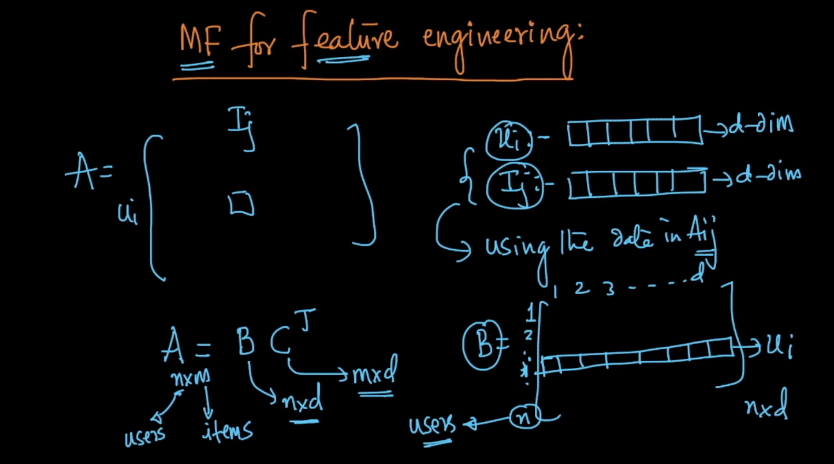 MF for feature engineering:
Ij
A =
ui
Ui - → d-dim
Ij - → d-dim
using the data in Aij
A = B C^T
nxm
nxd
mxd
users
items
1 2 3 - - - - .. d
B =
1
2
i
n
→ Ui
nxd
users